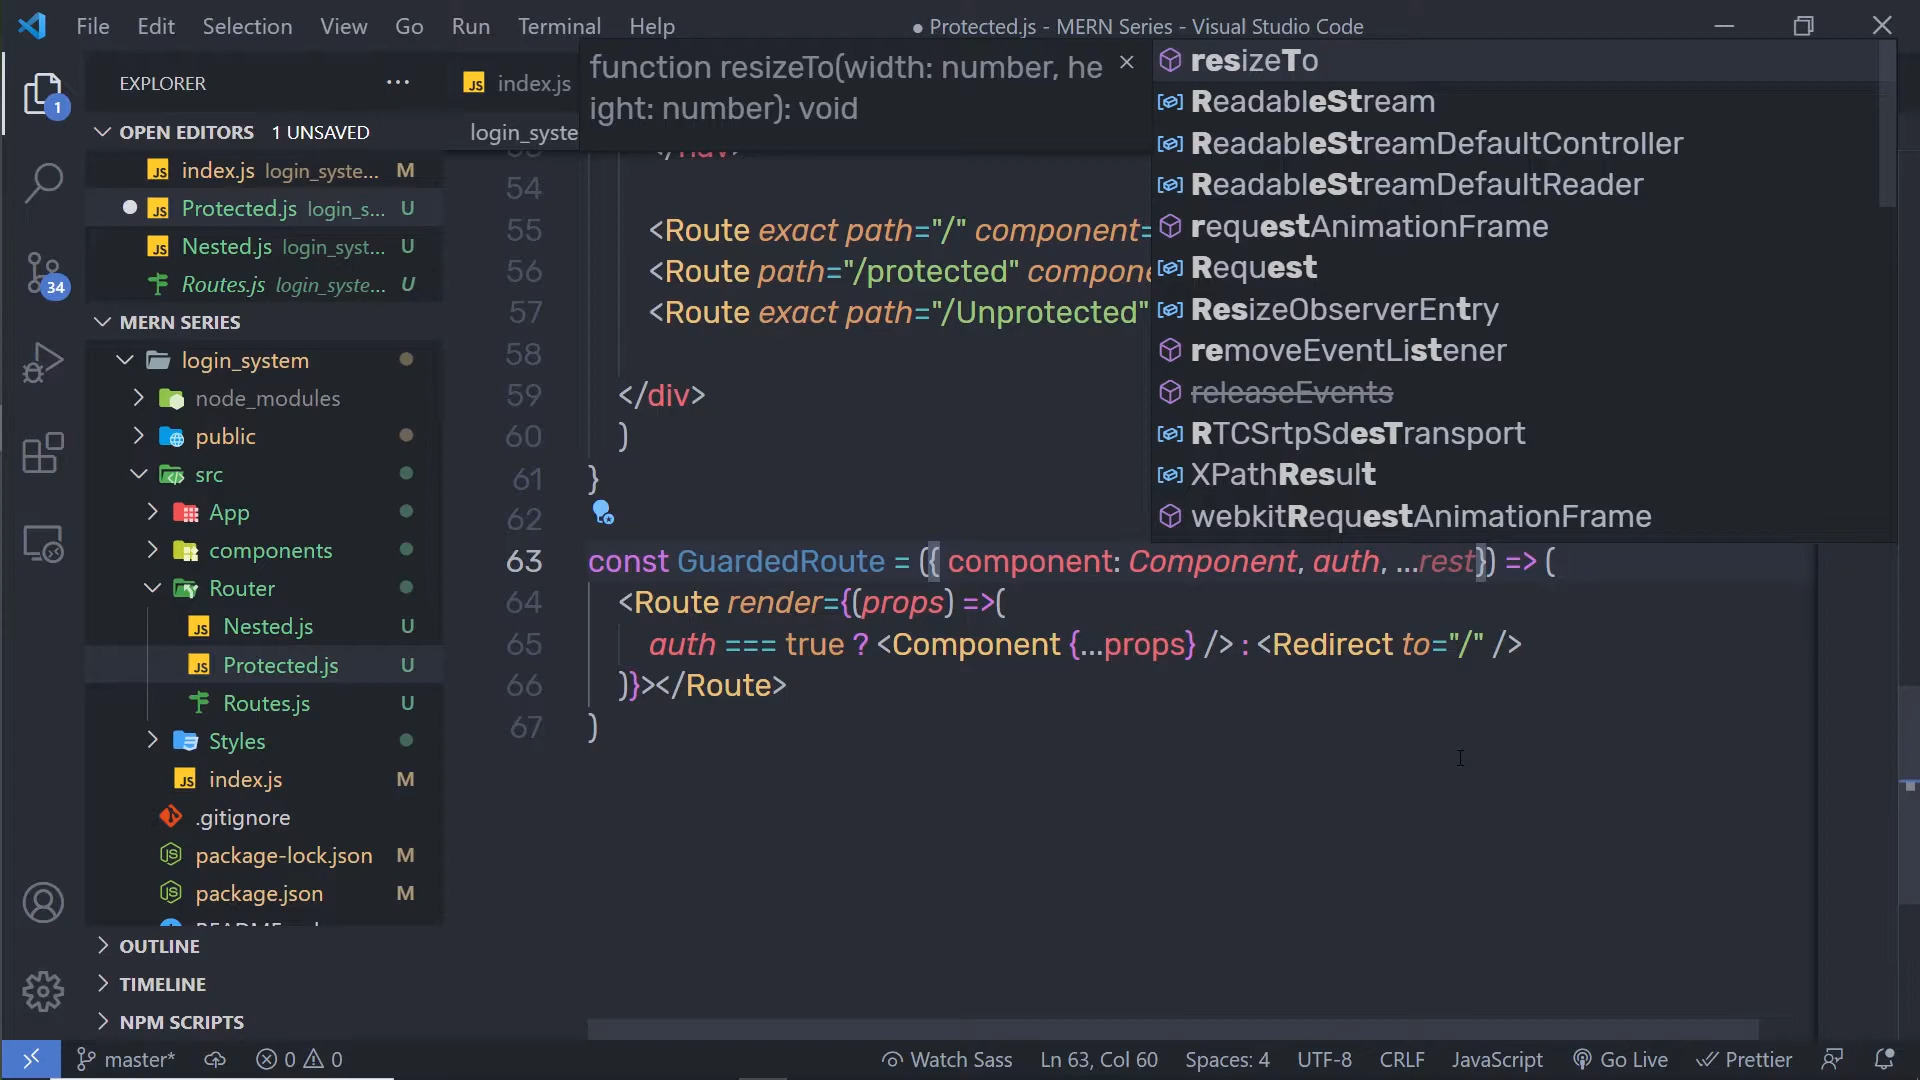 File Edit Selection View Go Run Terminal Help
● Protected.js - MERN Series - Visual Studio Code
EXPLORER
OPEN EDITORS 1 UNSAVED
index.js login_syste... M
Protected.js login_s... U
Nested.js login_syst... U
Routes.js login_syste... U
MERN SERIES
login_system
node_modules
public
src
App
components
Router
Nested.js U
Protected.js U
Routes.js U
Styles
index.js M
.gitignore
package-lock.json M
package.json M
OUTLINE
TIMELINE
NPM SCRIPTS
1
34
index.js
login_syste
function resizeTo(width: number, he
ight: number): void
resizeTo
ReadableStream
ReadableStreamDefaultController
ReadableStreamDefaultReader
requestAnimationFrame
Request
ResizeObserverEntry
removeEventListener
releaseEvents
RTCSrtpSdesTransport
XPathResult
webkitRequestAnimationFrame
54
55 <Route exact path="/" component=
56 <Route path="/protected" compone
57 <Route exact path="/Unprotected"
58
59 </div>
60 )
61 }
62
63 const GuardedRoute = ({ component: Component, auth, ...rest}) => (
64 <Route render={(props) =>(
65 auth === true ? <Component {...props} /> : <Redirect to="/" />
66 )}></Route>
67 )
master* 0 0 Watch Sass Ln 63, Col 60 Spaces: 4 UTF-8 CRLF JavaScript Go Live Prettier